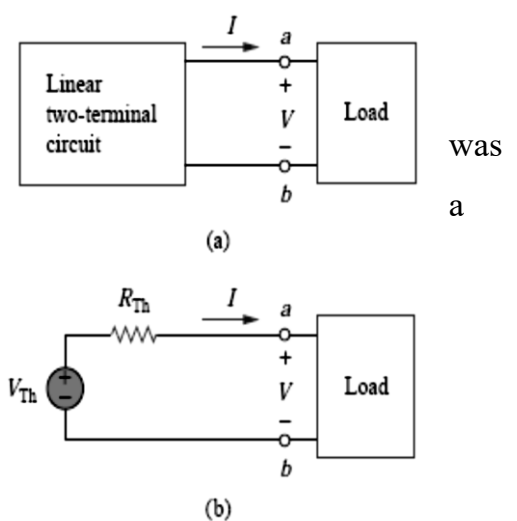 I
a
Linear
two-terminal
circuit
+
V
−
Load
was
b
a
(a)
R_Th
I
a
+
V_Th
+
−
V
Load
−
b
(b)